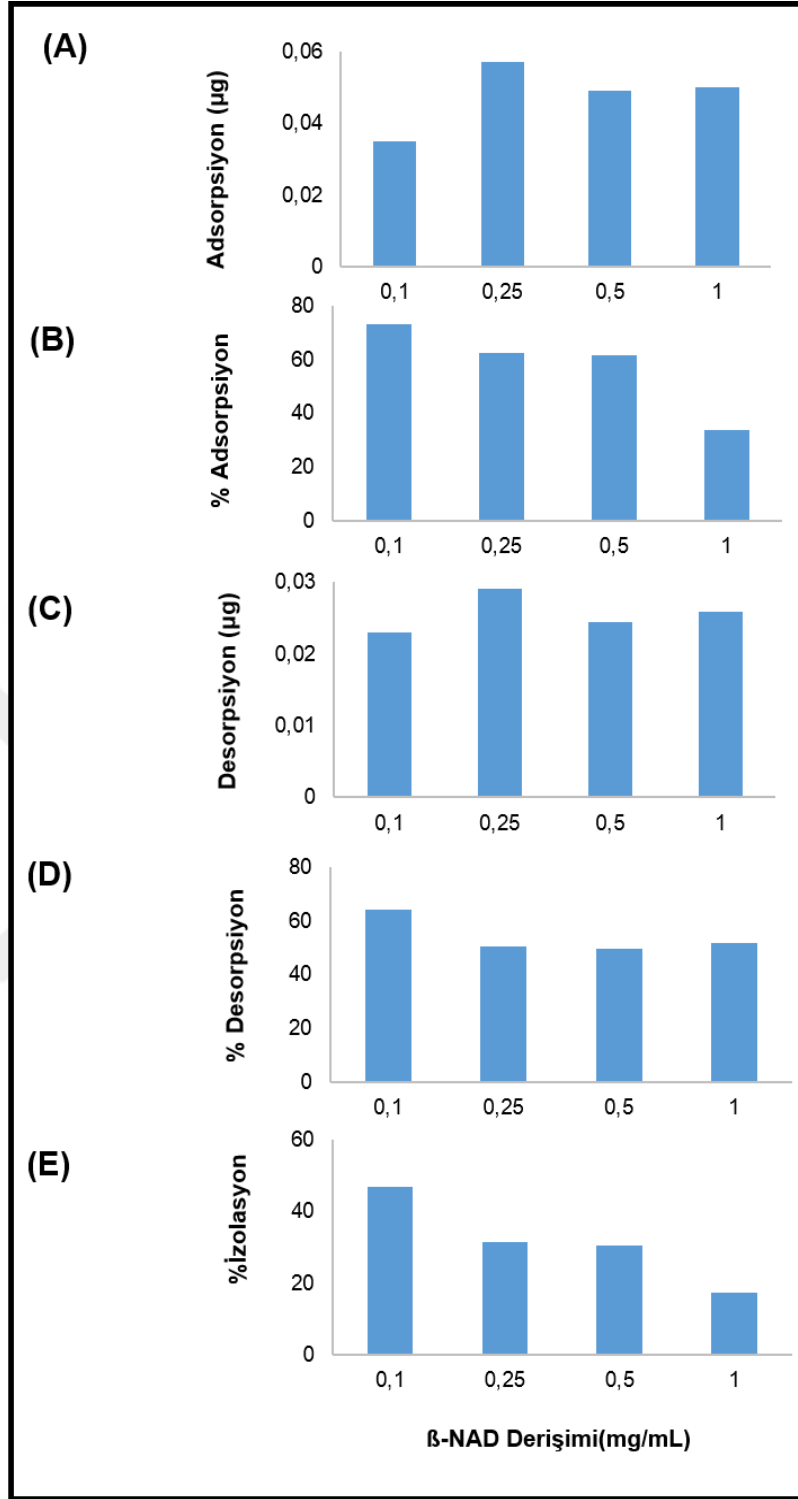 (A)
Adsorpsiyon (µg)
0,06
0,04
0,02
0
0,1 0,25 0,5 1
(B)
% Adsorpsiyon
80
60
40
20
0
0,1 0,25 0,5 1
(C)
Desorpsiyon (µg)
0,03
0,02
0,01
0
0,1 0,25 0,5 1
(D)
% Desorpsiyon
80
60
40
20
0
0,1 0,25 0,5 1
(E)
%İzolasyon
60
40
20
0
0,1 0,25 0,5 1
ß-NAD Derişimi(mg/mL)